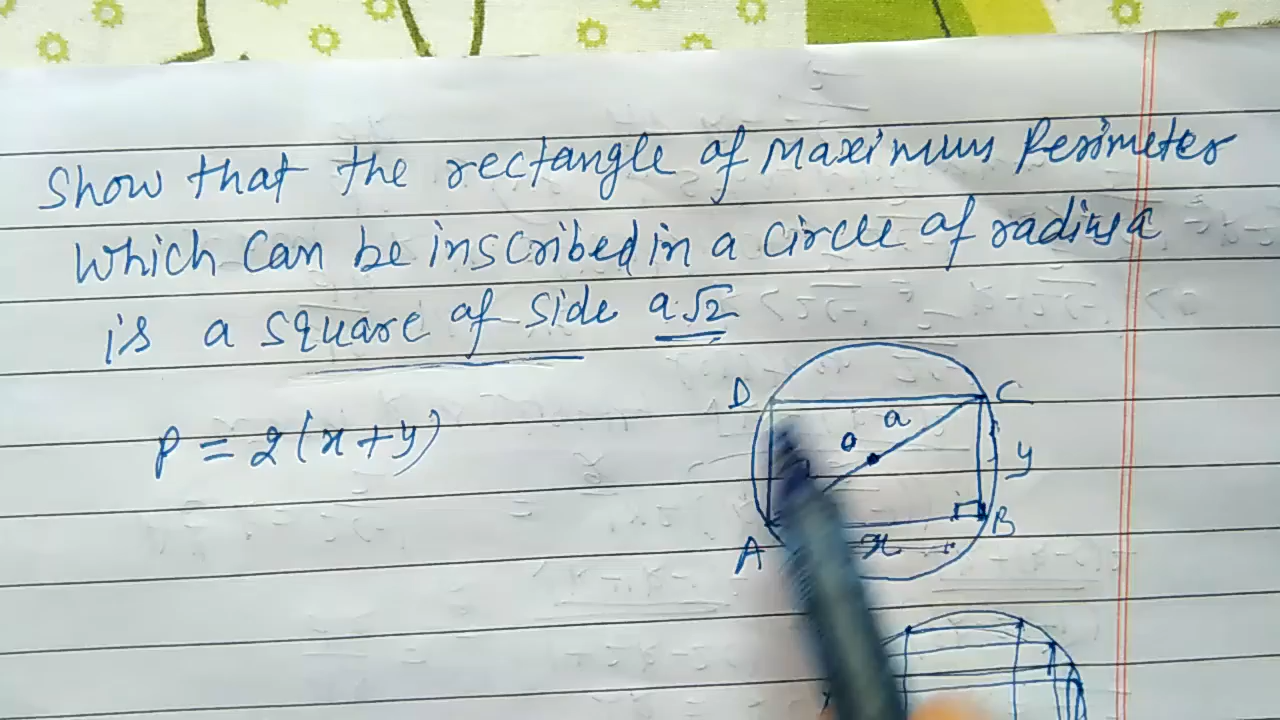 Show that the rectangle of Maximum Perimeter
Which Can be inscribed in a circle of radius a
is a square of side a√2
P = 2(x+y)
D C
a
o
y
A x B